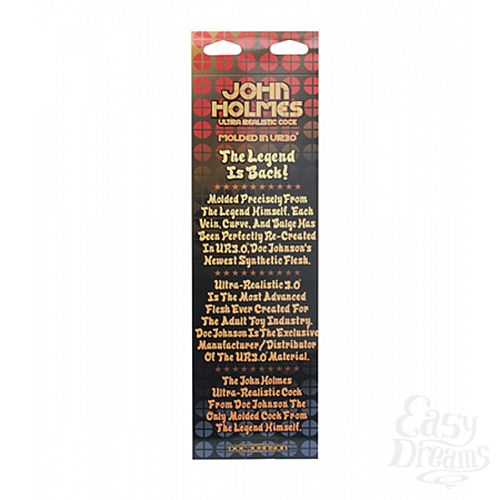 JOHN
HOLMES
ULTRA REALISTIC COCK
MOLDED IN UR3.0
The Legend
Is Back!
Molded Precisely From
The Legend Himself. Each
Vein, Curve, And Bulge Has
Been Perfectly Re-Created
In UR3.0, Doc Johnson's
Newest Synthetic Flesh.
Ultra-Realistic 3.0
Is The Most Advanced
Flesh Ever Created For
The Adult Toy Industry.
Doc Johnson Is The Exclusive
Manufacturer/Distributor
Of The UR3.0 Material.
The John Holmes
Ultra-Realistic Cock
From Doc Johnson The
Only Molded Cock From
The Legend Himself.
DOC JOHNSON
Easy
Dreams